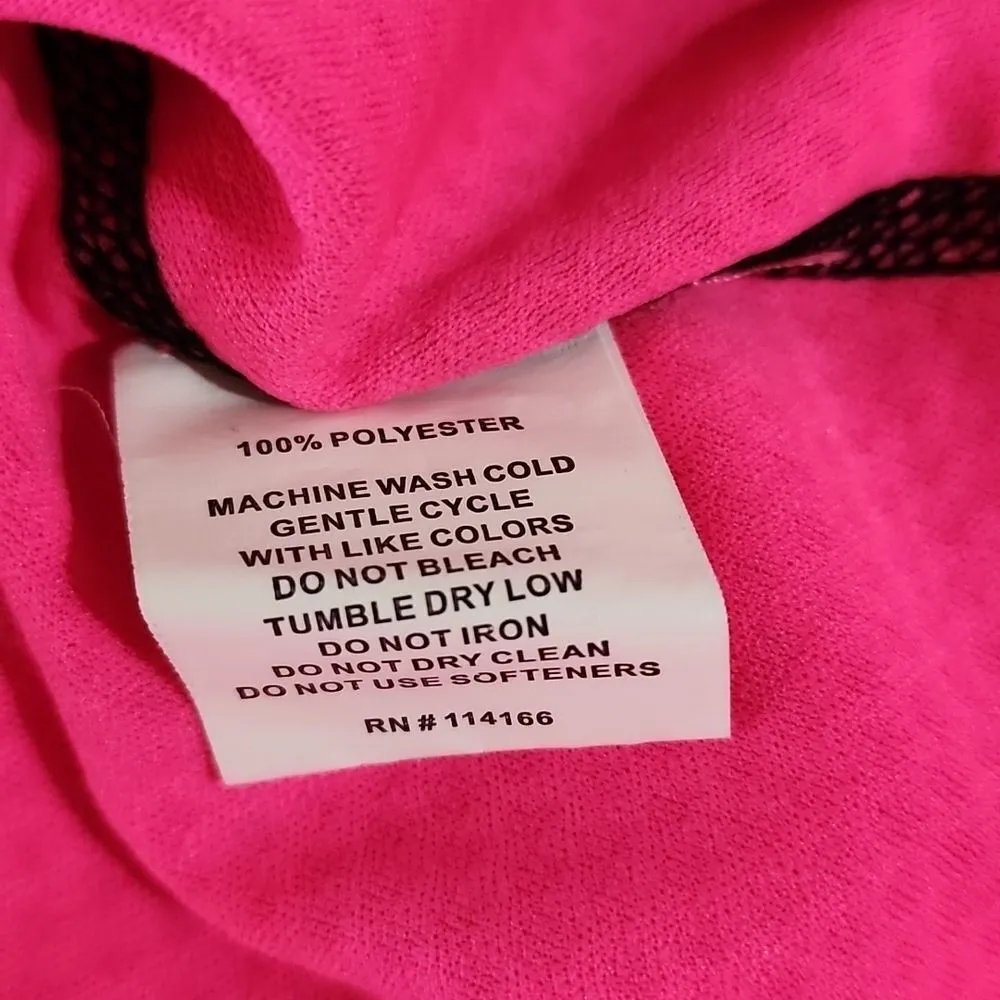 100% POLYESTER
MACHINE WASH COLD
GENTLE CYCLE
WITH LIKE COLORS
DO NOT BLEACH
TUMBLE DRY LOW
DO NOT IRON
DO NOT DRY CLEAN
DO NOT USE SOFTENERS
RN # 114166